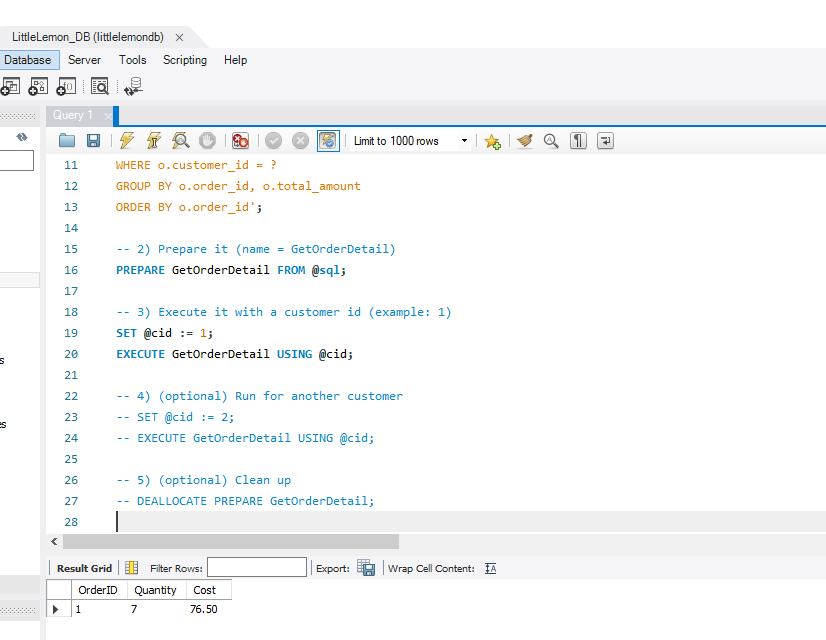 LittleLemon_DB (littlelemondb) ×
Database Server Tools Scripting Help
Query 1 ×
Limit to 1000 rows
11 WHERE o.customer_id = ?
12 GROUP BY o.order_id, o.total_amount
13 ORDER BY o.order_id';
14
15 -- 2) Prepare it (name = GetOrderDetail)
16 PREPARE GetOrderDetail FROM @sql;
17
18 -- 3) Execute it with a customer id (example: 1)
19 SET @cid := 1;
20 EXECUTE GetOrderDetail USING @cid;
21
22 -- 4) (optional) Run for another customer
23 -- SET @cid := 2;
24 -- EXECUTE GetOrderDetail USING @cid;
25
26 -- 5) (optional) Clean up
27 -- DEALLOCATE PREPARE GetOrderDetail;
28
Result Grid Filter Rows: Export: Wrap Cell Content:
OrderID Quantity Cost
1 7 76.50